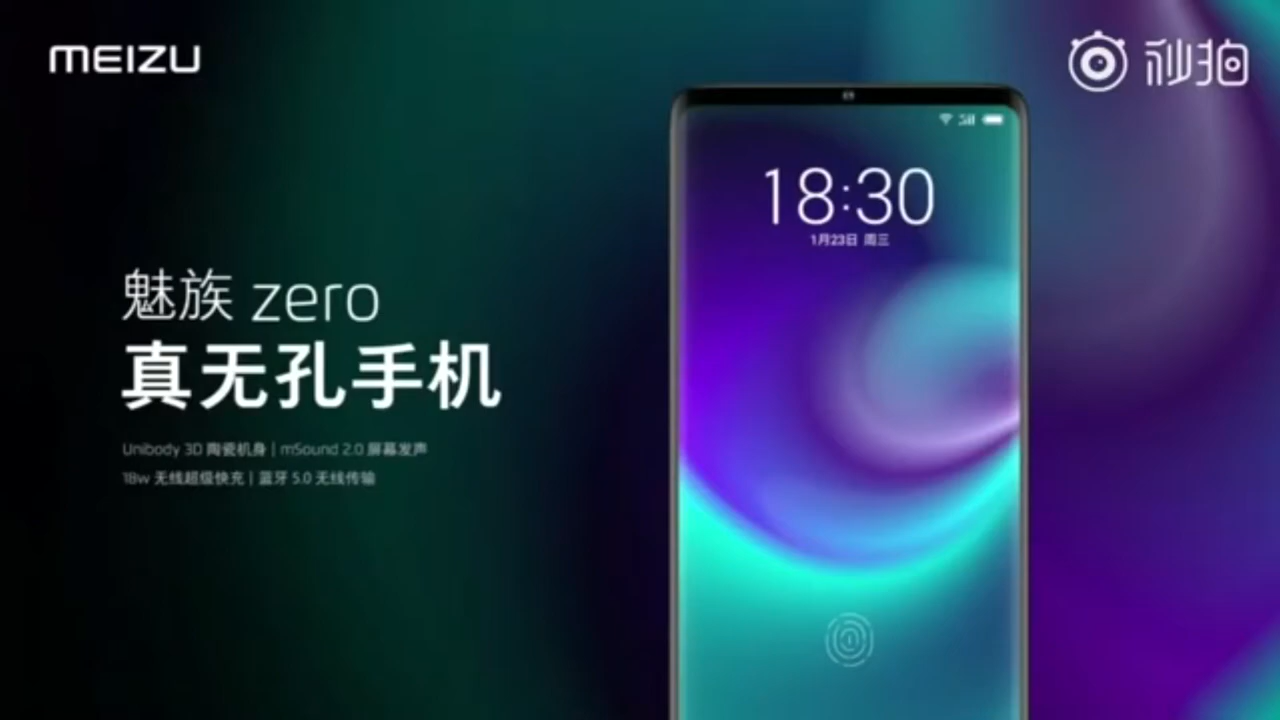 MEIZU
秒拍
18:30
1月23日 周三
魅族 zero
真无孔手机
Unibody 3D 陶瓷机身 | mSound 2.0 屏幕发声
18w 无线超级快充 | 蓝牙 5.0 无线传输